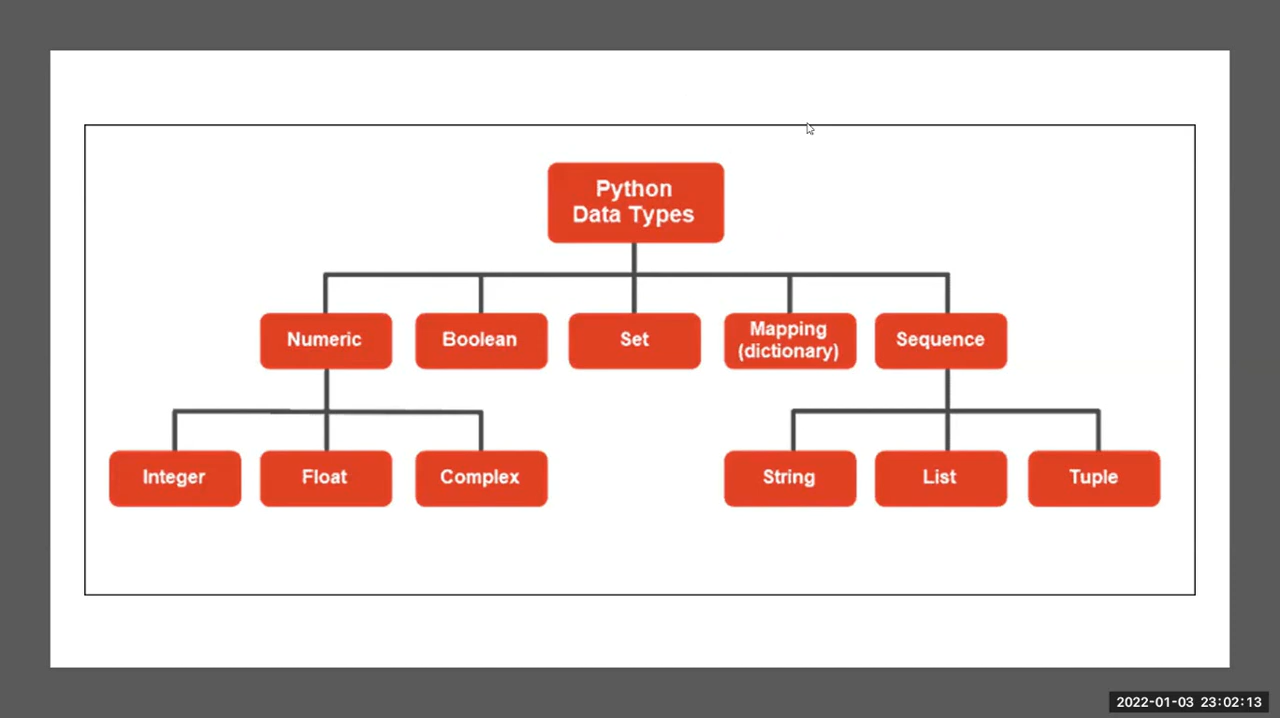 Python
Data Types
Numeric
Boolean
Set
Mapping
(dictionary)
Sequence
Integer
Float
Complex
String
List
Tuple
2022-01-03 23:02:13